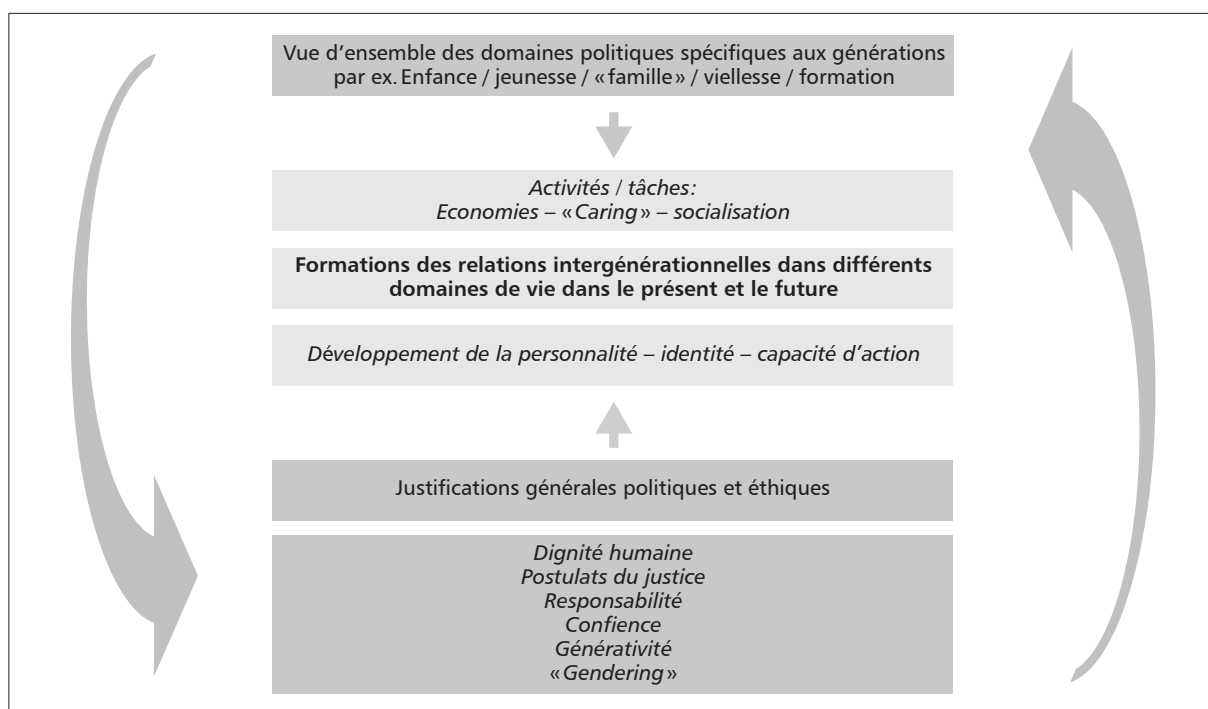 Vue d’ensemble des domaines politiques spécifiques aux générations
par ex. Enfance / jeunesse / «famille» / viellesse / formation
Activités / tâches:
Economies – «Caring» – socialisation
Formations des relations intergénérationnelles dans différents
domaines de vie dans le présent et le future
Développement de la personnalité – identité – capacité d’action
Justifications générales politiques et éthiques
Dignité humaine
Postulats du justice
Responsabilité
Confience
Générativité
«Gendering»